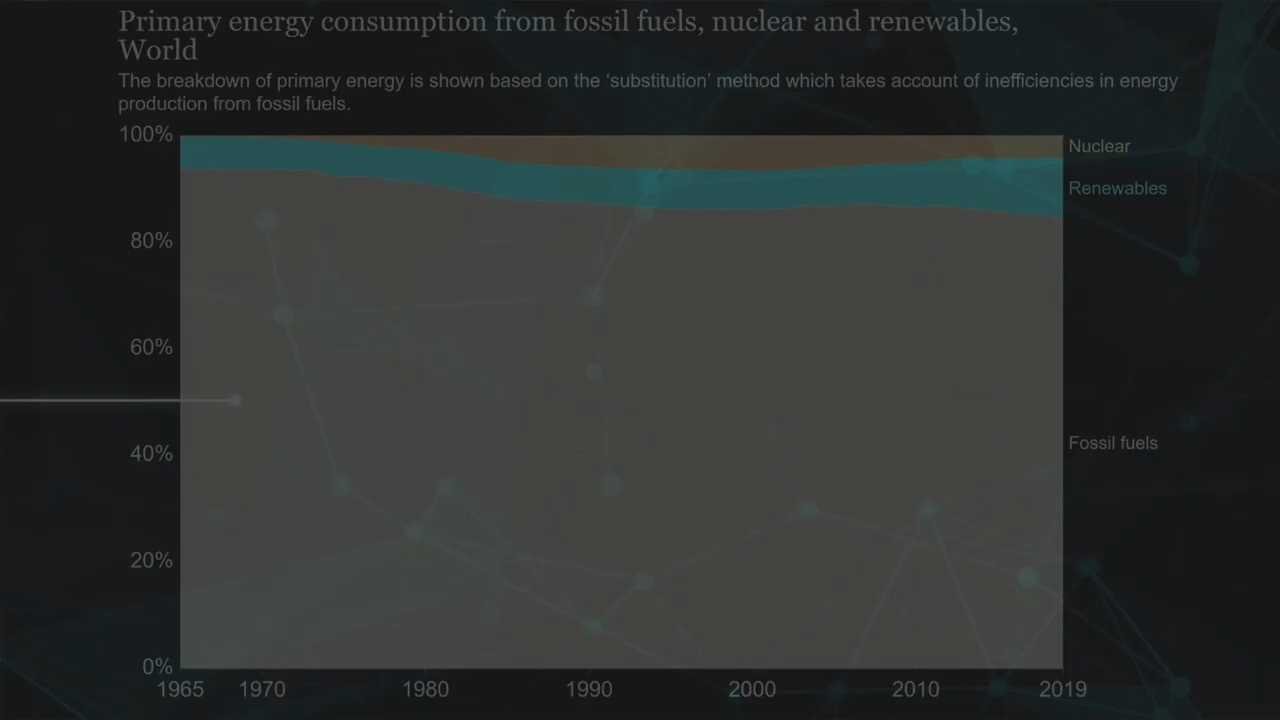 Primary energy consumption from fossil fuels, nuclear and renewables,
World
The breakdown of primary energy is shown based on the ‘substitution’ method which takes account of inefficiencies in energy
production from fossil fuels.
100%
Nuclear
Renewables
80%
60%
40%
Fossil fuels
20%
0%
1965 1970 1980 1990 2000 2010 2019